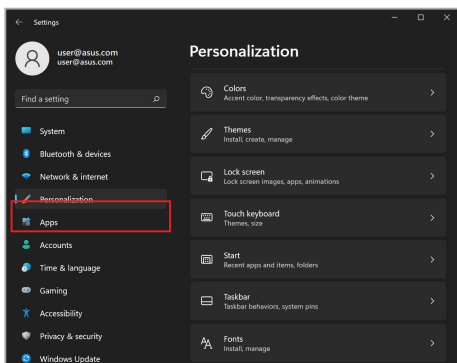 Settings
user@asus.com
user@asus.com
Find a setting
System
Bluetooth & devices
Network & internet
Personalization
Apps
Accounts
Time & language
Gaming
Accessibility
Privacy & security
Windows Update
Personalization
Colors
Accent color, transparency effects, color theme
Themes
Install, create, manage
Lock screen
Lock screen images, apps, animations
Touch keyboard
Themes, size
Start
Recent apps and items, folders
Taskbar
Taskbar behaviors, system pins
Fonts
Install, manage